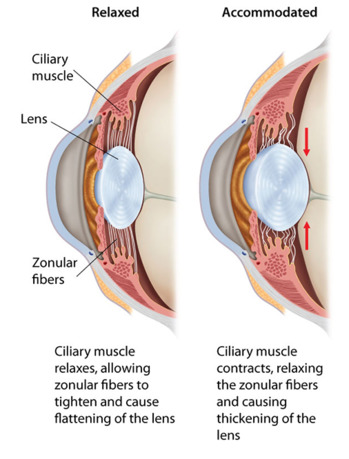 Relaxed
Accommodated
Ciliary
muscle
Lens
Zonular
fibers
Ciliary muscle
relaxes, allowing
zonular fibers to
tighten and cause
flattening of the lens
Ciliary muscle
contracts, relaxing
the zonular fibers
and causing
thickening of the
lens